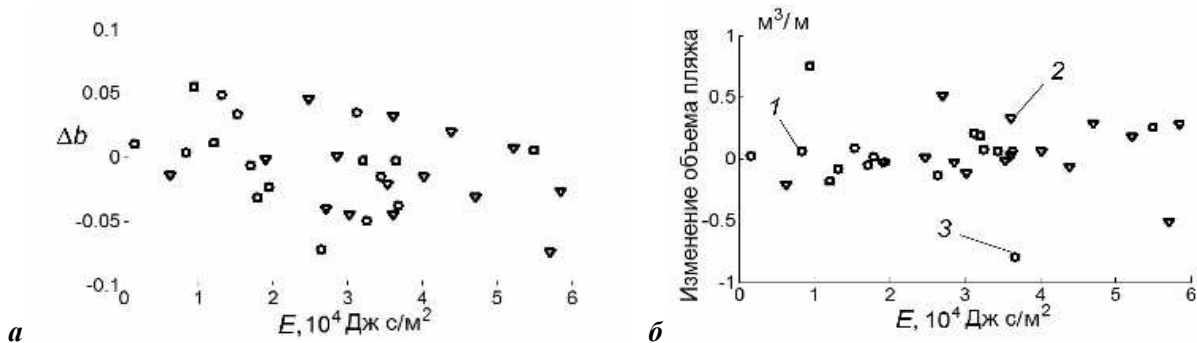 0.1
0.05
Δb
0
-0.05
-0.1
0 1 2 3 4 5 6
E, 10⁴ Дж с/м²
а
м³/м
Изменение объема пляжа
1
0.5
0
-0.5
-1
1
2
3
0 1 2 3 4 5 6
E, 10⁴ Дж с/м²
б